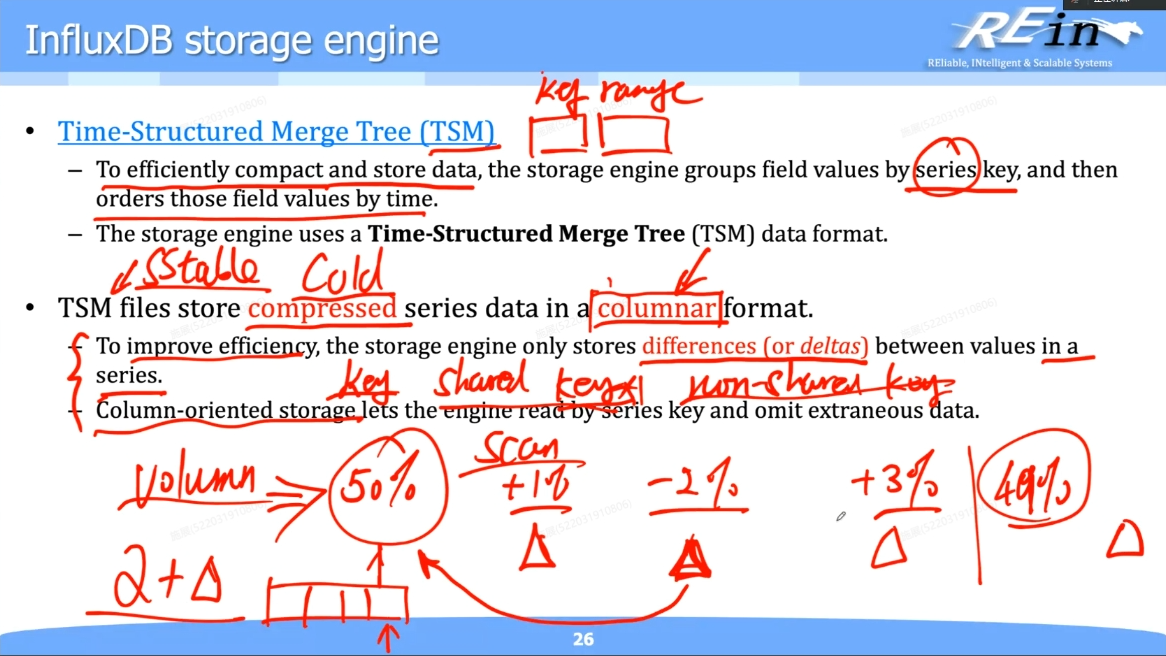 InfluxDB storage engine
REin
REliable, INtelligent & Scalable Systems
key range
• Time-Structured Merge Tree (TSM)
– To efficiently compact and store data, the storage engine groups field values by series key, and then
orders those field values by time.
– The storage engine uses a Time-Structured Merge Tree (TSM) data format.
SStable Cold
• TSM files store compressed series data in a columnar format.
– To improve efficiency, the storage engine only stores differences (or deltas) between values in a
series.
key shared key non-shared key
– Column-oriented storage lets the engine read by series key and omit extraneous data.
Scan
Volumn 50% +1% -2% +3% 49%
Δ Δ Δ Δ
2+Δ
26